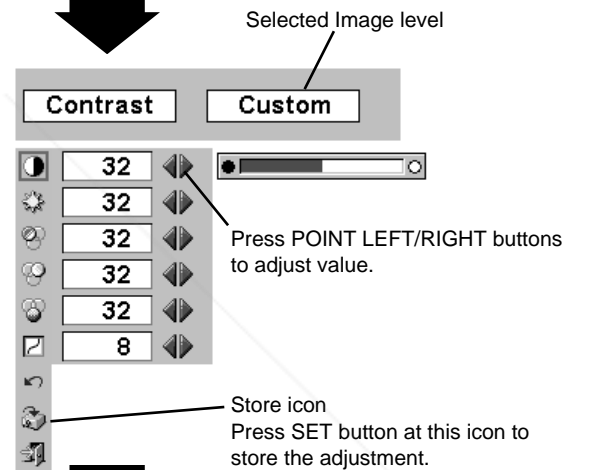 Selected Image level
Contrast
Custom
32
32
Press POINT LEFT/RIGHT buttons
32
to adjust value.
32
32
8
Store icon
Press SET button at this icon to
store the adjustment.